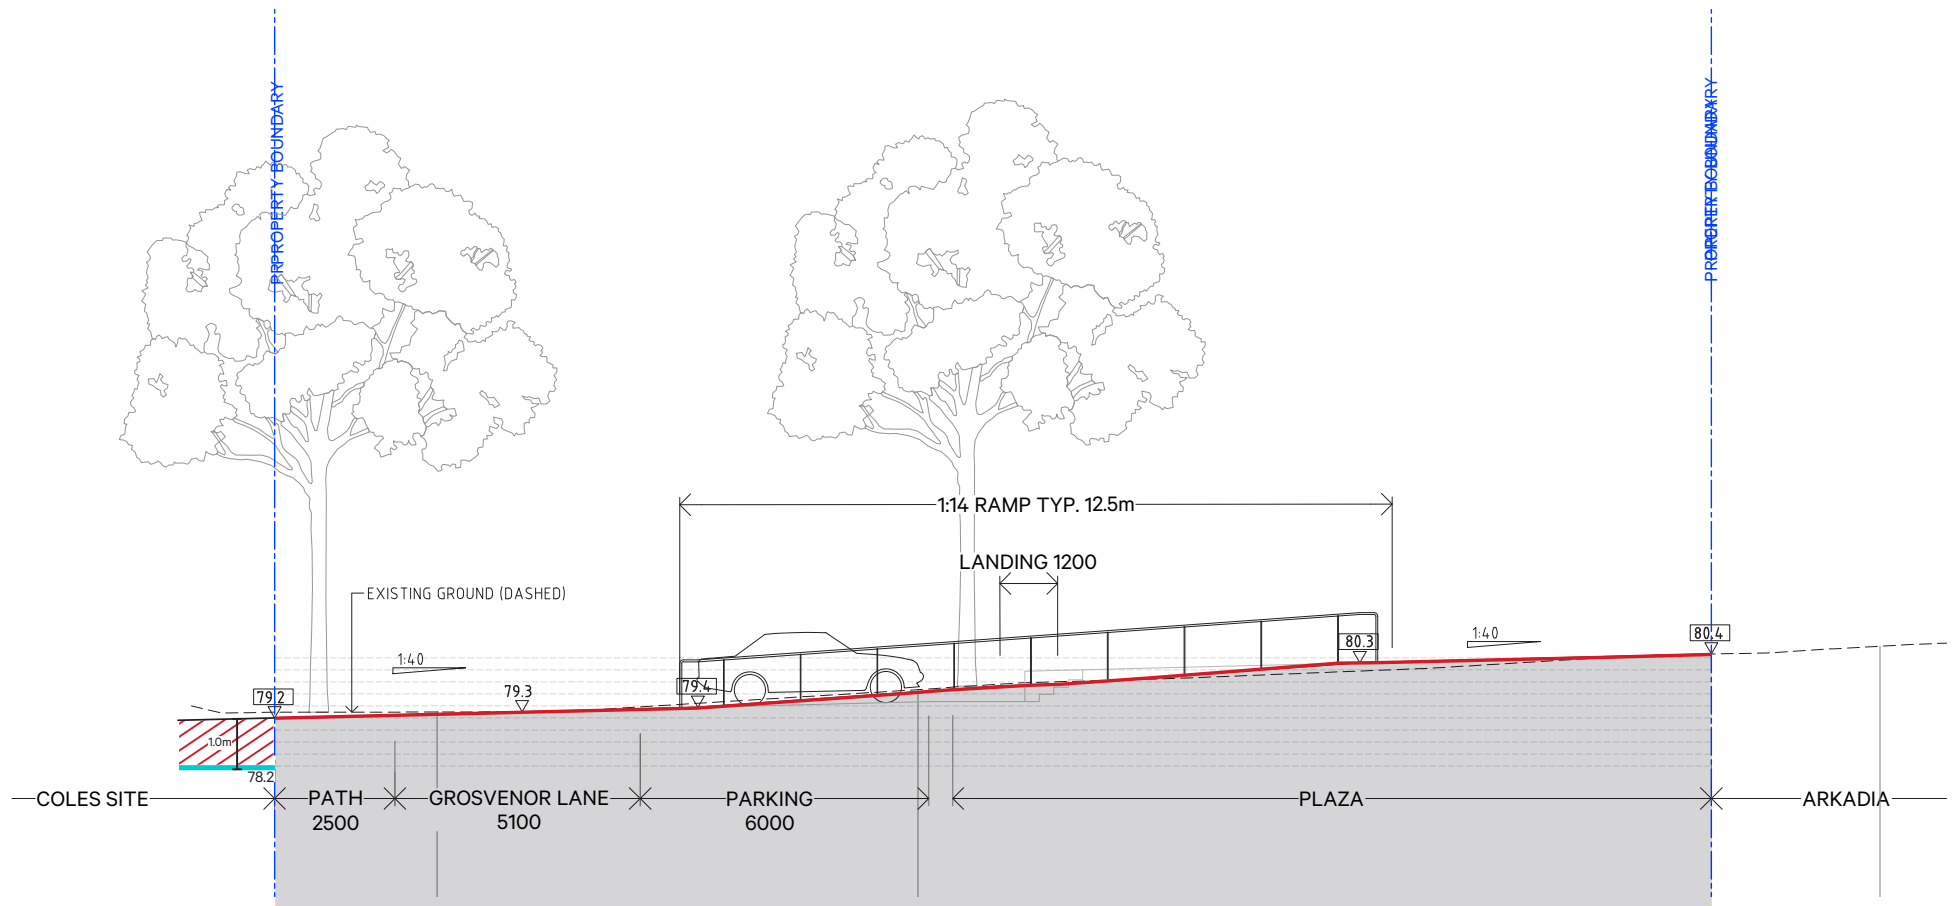 PRPROPERTY BOUNDARY
PROPERTY BOUNDARY
1:14 RAMP TYP. 12.5m
LANDING 1200
EXISTING GROUND (DASHED)
1:40
1:40
80.4
80.3
79.2
79.3
79.4
1.0m
78.2
COLES SITE
PATH
2500
GROSVENOR LANE
5100
PARKING
6000
PLAZA
ARKADIA